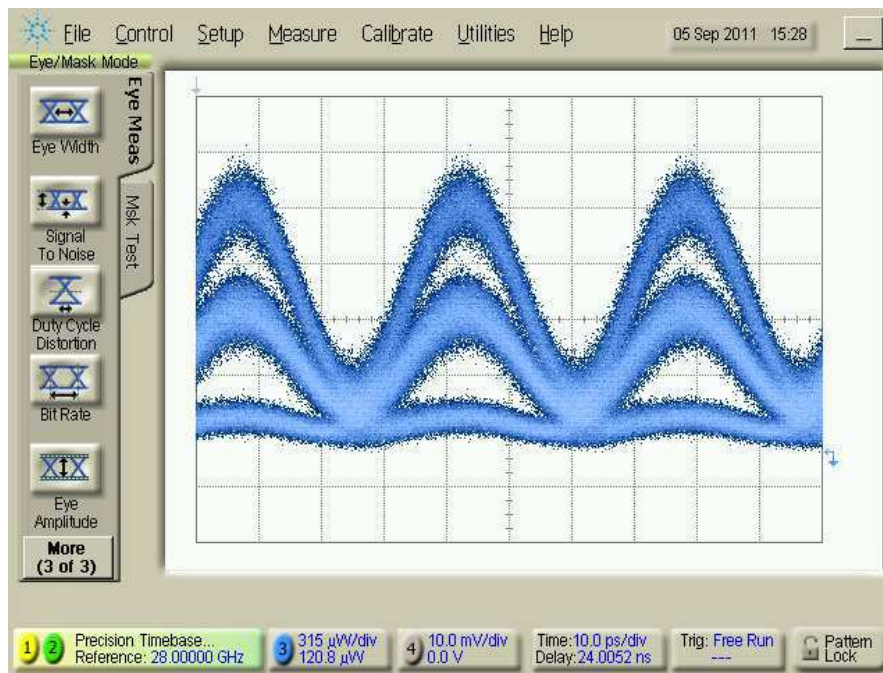 File Control Setup Measure Calibrate Utilities Help 05 Sep 2011 15:28
Eye/Mask Mode
Eye Meas
Msk Test
Eye Width
Signal
To Noise
Duty Cycle
Distortion
Bit Rate
Eye
Amplitude
More
(3 of 3)
1 2 Precision Timebase...
Reference: 28.00000 GHz
3 315 µW/div
120.8 µW
4 10.0 mV/div
0.0 V
Time:10.0 ps/div
Delay:24.0052 ns
Trig: Free Run
---
Pattern
Lock